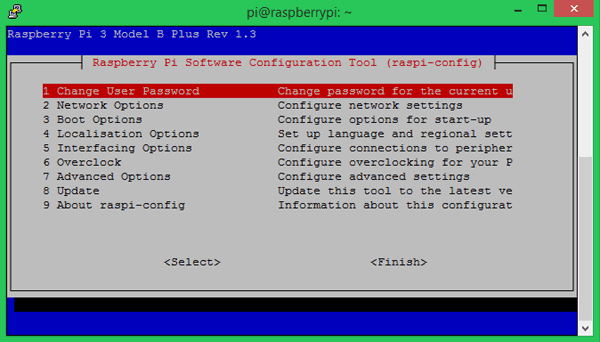 pi@raspberrypi: ~
Raspberry Pi 3 Model B Plus Rev 1.3
Raspberry Pi Software Configuration Tool (raspi-config)
1 Change User Password Change password for the current u
2 Network Options Configure network settings
3 Boot Options Configure options for start-up
4 Localisation Options Set up language and regional sett
5 Interfacing Options Configure connections to peripher
6 Overclock Configure overclocking for your P
7 Advanced Options Configure advanced settings
8 Update Update this tool to the latest ve
9 About raspi-config Information about this configurat
<Select> <Finish>